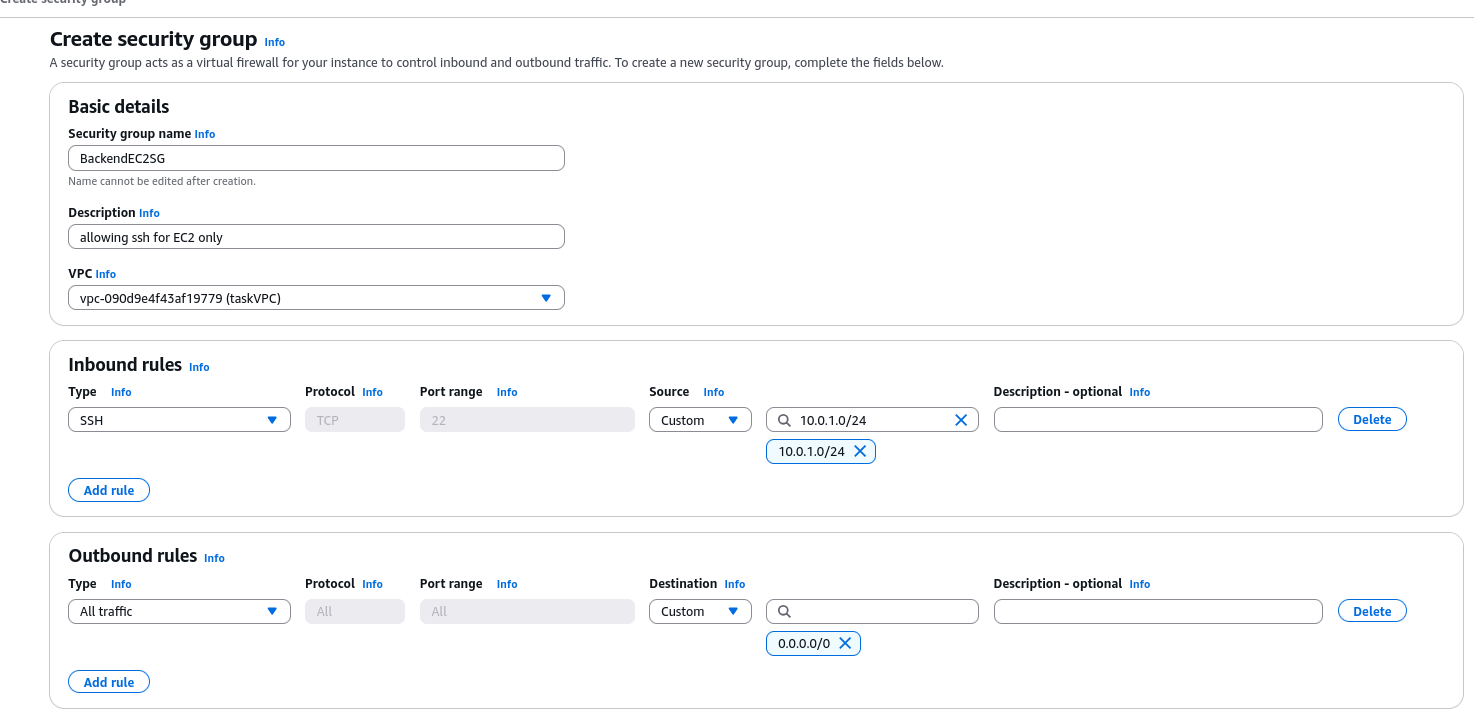 Create security group
Create security group Info
A security group acts as a virtual firewall for your instance to control inbound and outbound traffic. To create a new security group, complete the fields below.
Basic details
Security group name Info
BackendEC2SG
Name cannot be edited after creation.
Description Info
allowing ssh for EC2 only
VPC Info
vpc-090d9e4f43af19779 (taskVPC)
Inbound rules Info
Type Info Protocol Info Port range Info Source Info Description - optional Info
SSH TCP 22 Custom 10.0.1.0/24 Delete
10.0.1.0/24
Add rule
Outbound rules Info
Type Info Protocol Info Port range Info Destination Info Description - optional Info
All traffic All All Custom Delete
0.0.0.0/0
Add rule